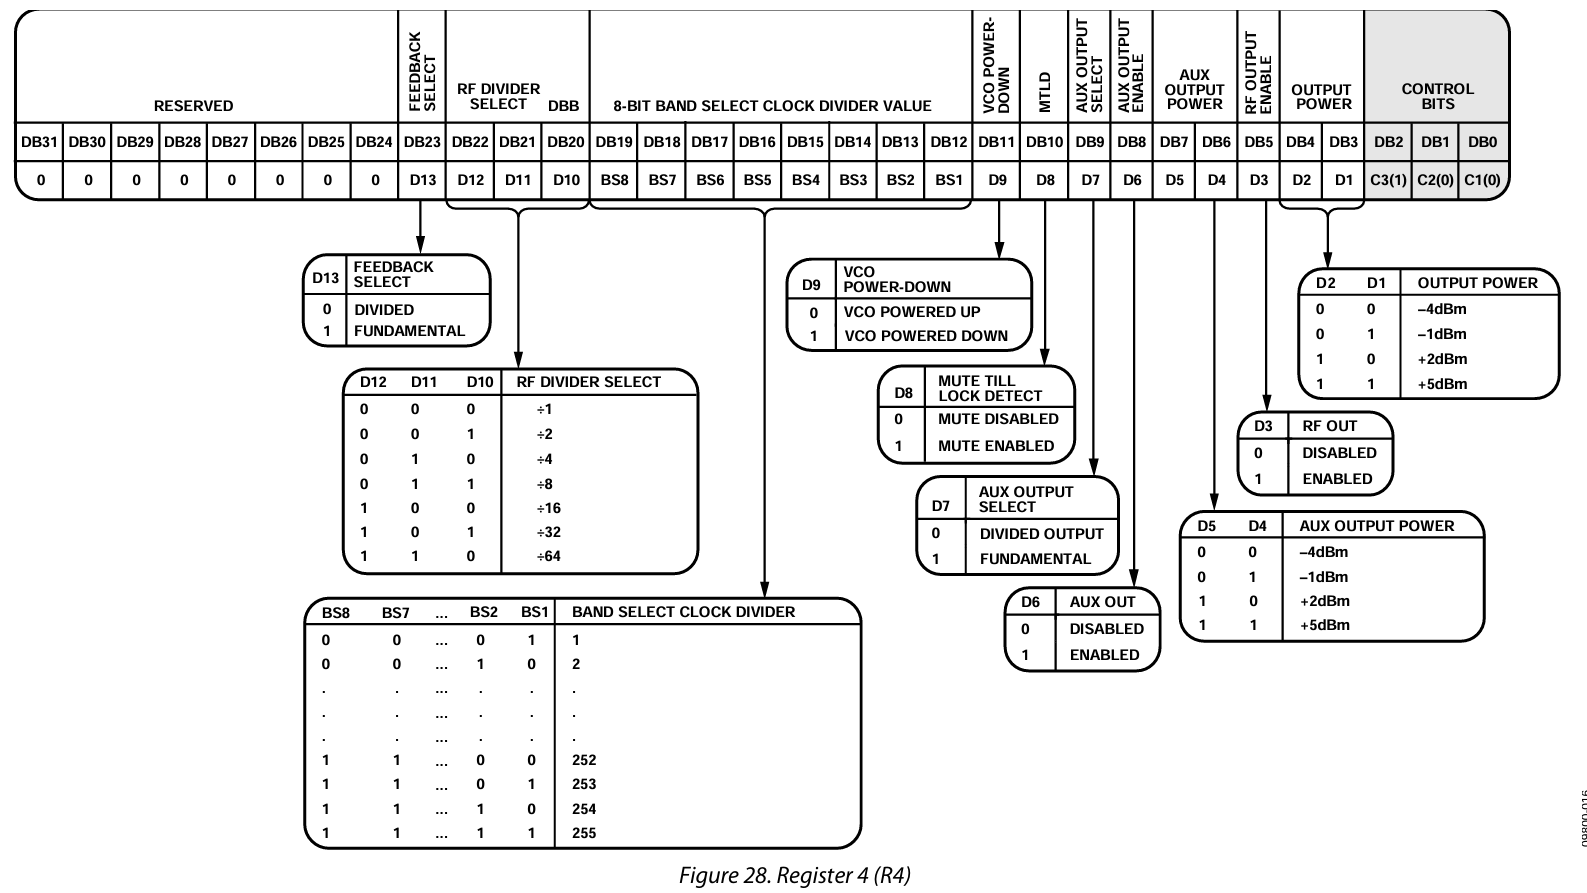 RESERVED
FEEDBACK
SELECT
RF DIVIDER
SELECT DBB
8-BIT BAND SELECT CLOCK DIVIDER VALUE
VCO POWER-
DOWN
MTLD
AUX OUTPUT
SELECT
AUX OUTPUT
ENABLE
AUX
OUTPUT
POWER
RF OUTPUT
ENABLE
OUTPUT
POWER
CONTROL
BITS
DB31 DB30 DB29 DB28 DB27 DB26 DB25 DB24 DB23 DB22 DB21 DB20 DB19 DB18 DB17 DB16 DB15 DB14 DB13 DB12 DB11 DB10 DB9 DB8 DB7 DB6 DB5 DB4 DB3 DB2 DB1 DB0
0 0 0 0 0 0 0 0 D13 D12 D11 D10 BS8 BS7 BS6 BS5 BS4 BS3 BS2 BS1 D9 D8 D7 D6 D5 D4 D3 D2 D1 C3(1) C2(0) C1(0)
D13 FEEDBACK
SELECT
0 DIVIDED
1 FUNDAMENTAL
D12 D11 D10 RF DIVIDER SELECT
0 0 0 ÷1
0 0 1 ÷2
0 1 0 ÷4
0 1 1 ÷8
1 0 0 ÷16
1 0 1 ÷32
1 1 0 ÷64
BS8 BS7 ... BS2 BS1 BAND SELECT CLOCK DIVIDER
0 0 ... 0 1 1
0 0 ... 1 0 2
. . ... . . .
. . ... . . .
. . ... . . .
1 1 ... 0 0 252
1 1 ... 0 1 253
1 1 ... 1 0 254
1 1 ... 1 1 255
D9 VCO
POWER-DOWN
0 VCO POWERED UP
1 VCO POWERED DOWN
D8 MUTE TILL
LOCK DETECT
0 MUTE DISABLED
1 MUTE ENABLED
D7 AUX OUTPUT
SELECT
0 DIVIDED OUTPUT
1 FUNDAMENTAL
D6 AUX OUT
0 DISABLED
1 ENABLED
D5 D4 AUX OUTPUT POWER
0 0 –4dBm
0 1 –1dBm
1 0 +2dBm
1 1 +5dBm
D3 RF OUT
0 DISABLED
1 ENABLED
D2 D1 OUTPUT POWER
0 0 –4dBm
0 1 –1dBm
1 0 +2dBm
1 1 +5dBm
Figure 28. Register 4 (R4)